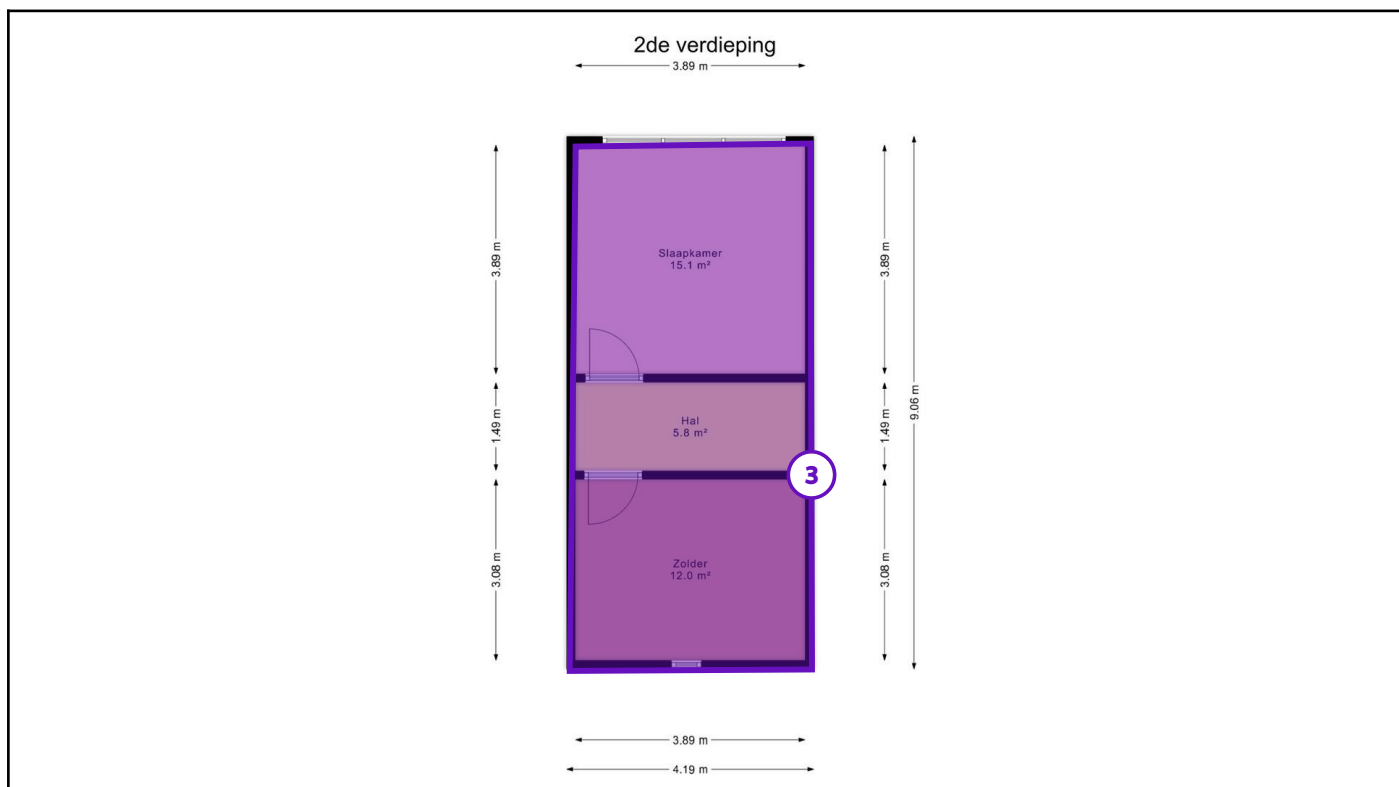 2de verdieping
3.89 m
3.89 m
3.89 m
9.06 m
Slaapkamer
15.1 m²
1.49 m
1.49 m
Hal
5.8 m²
3
3.08 m
3.08 m
Zolder
12.0 m²
3.89 m
4.19 m